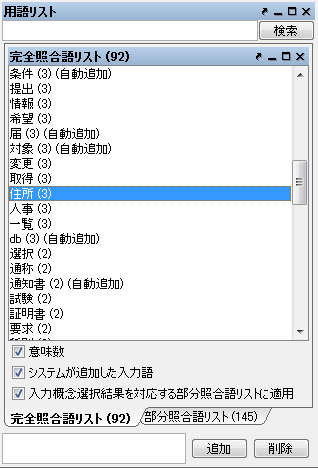 用語リスト
検索
完全照合語リスト (92)
条件 (3) (自動追加)
提出 (3)
情報 (3)
希望 (3)
届 (3) (自動追加)
対象 (3) (自動追加)
変更 (3)
取得 (3)
住所 (3)
人事 (3)
一覧 (3)
db (3) (自動追加)
選択 (2)
通称 (2)
通知書 (2) (自動追加)
試験 (2)
証明書 (2)
要求 (2)
意味数
システムが追加した入力語
入力概念選択結果を対応する部分照合語リストに適用
完全照合語リスト (92) 部分照合語リスト (145)
追加 削除